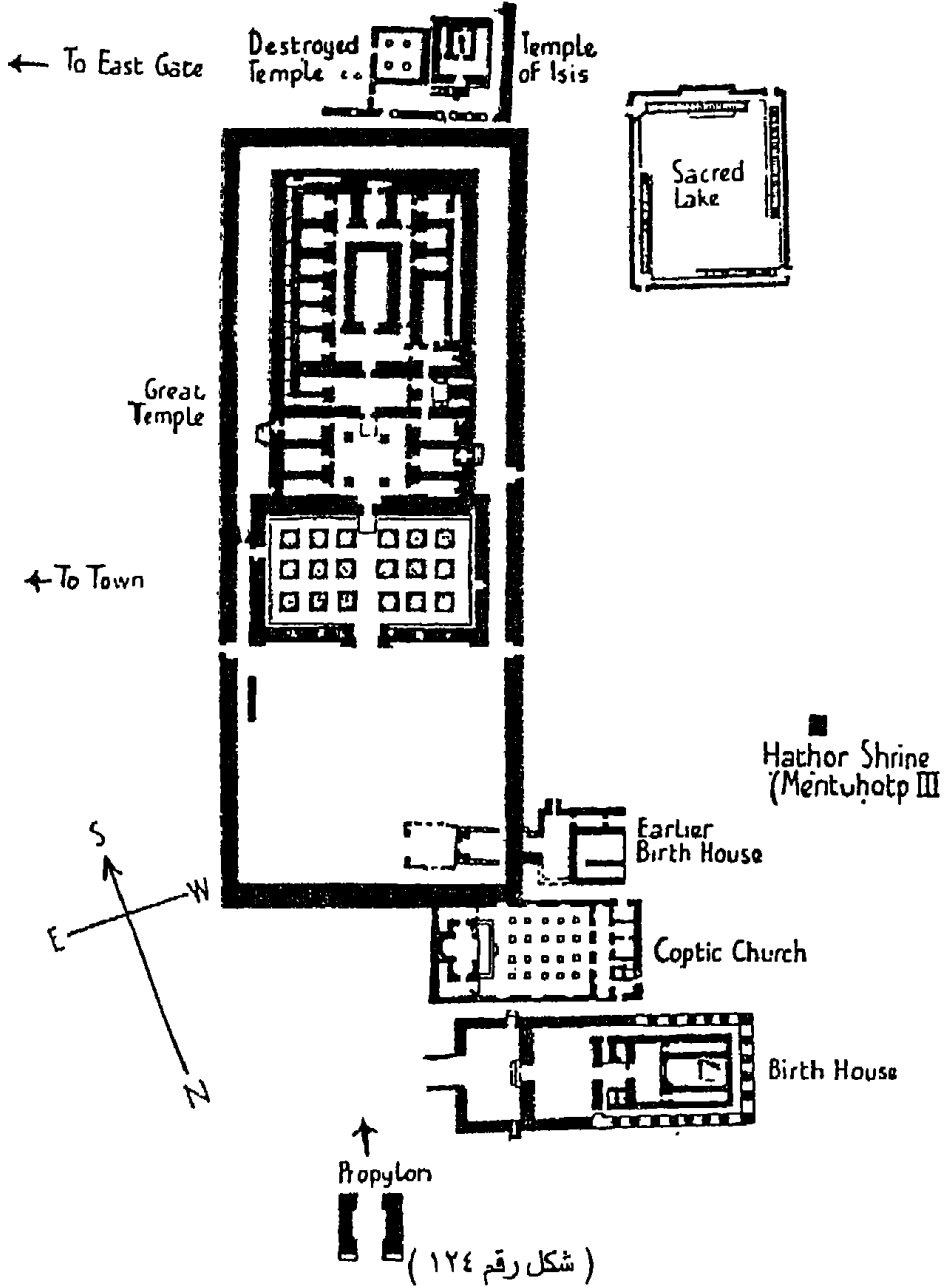 ← To East Gate
Destroyed
Temple
Temple
of Isis
Sacred
Lake
Great
Temple
← To Town
Hathor Shrine
(Mentuhotp III
Earlier
Birth House
S
W
E
N
Coptic Church
Birth House
Propylon
( شكل رقم ١٢٤ )